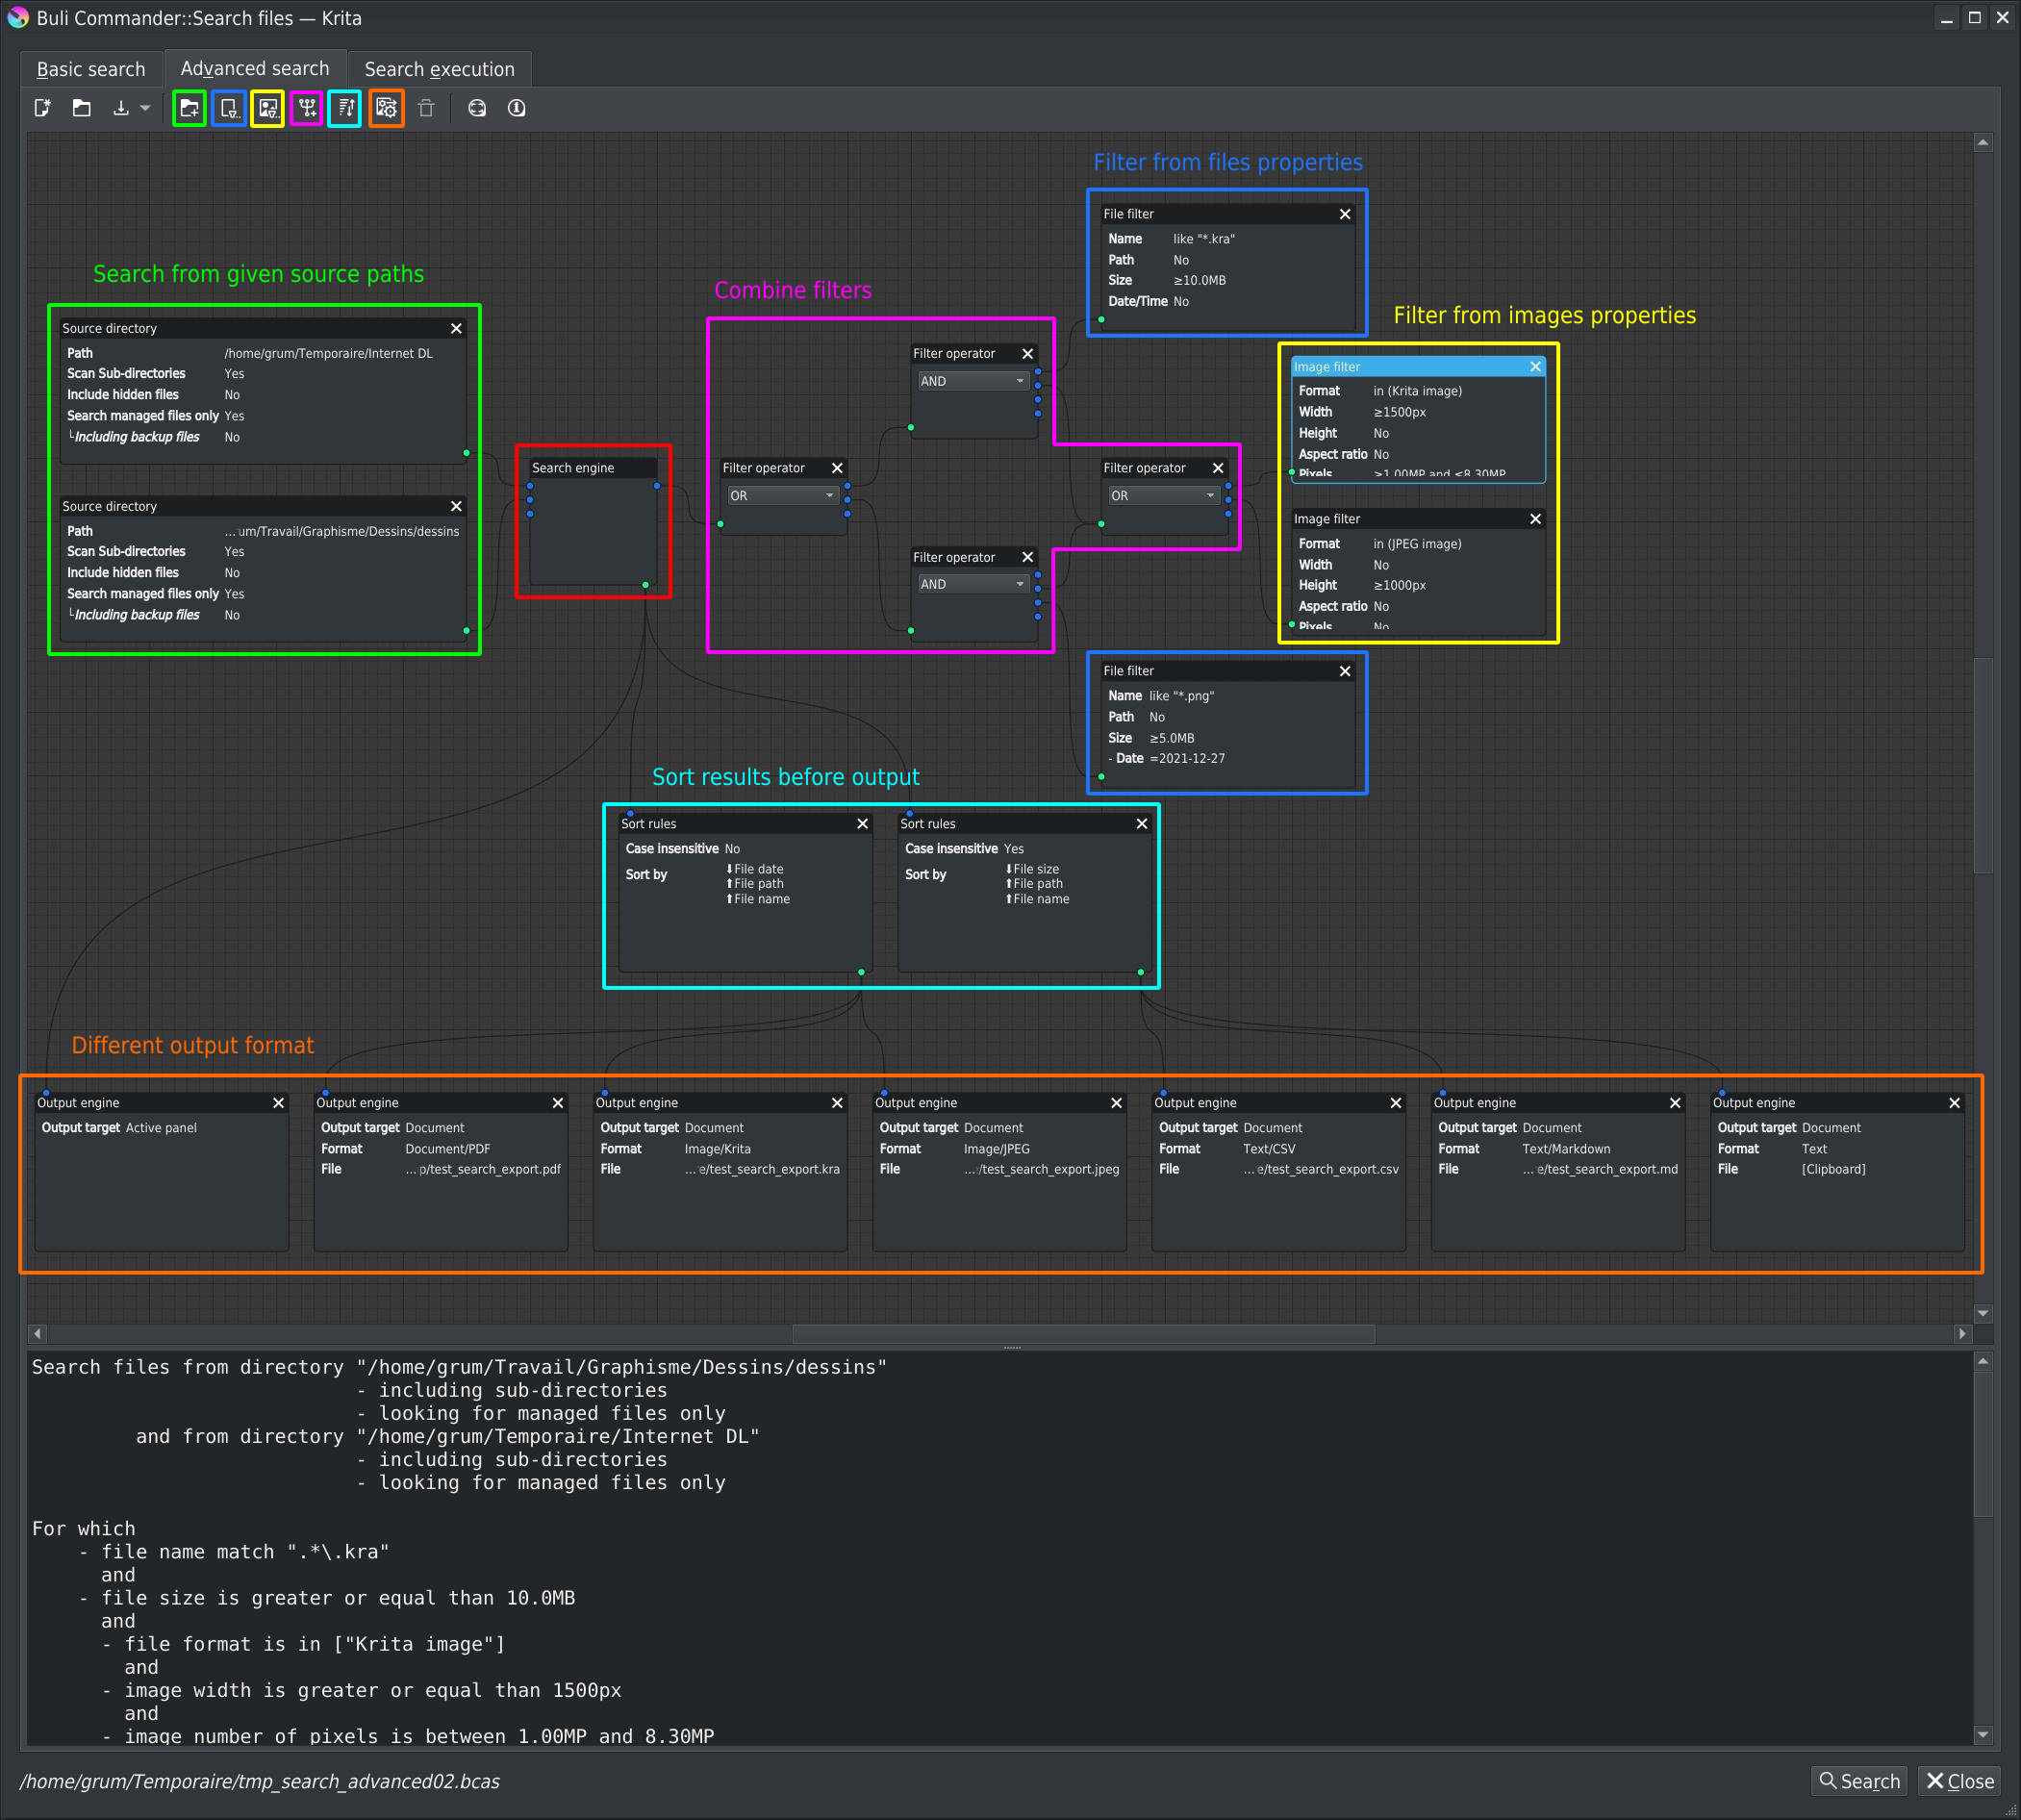 Buli Commander::Search files — Krita
Basic search
Advanced search
Search execution
Filter from files properties
File filter
Name like "*.kra"
Path No
Size ≥10.0MB
Date/Time No
Search from given source paths
Source directory
Path /home/grum/Temporaire/Internet DL
Scan Sub-directories Yes
Include hidden files No
Search managed files only Yes
└Including backup files No
Source directory
Path ...um/Travail/Graphisme/Dessins/dessins
Scan Sub-directories Yes
Include hidden files No
Search managed files only Yes
└Including backup files No
Search engine
Combine filters
Filter operator
OR
Filter operator
AND
Filter operator
AND
Filter operator
OR
Filter from images properties
Image filter
Format in (Krita image)
Width ≥1500px
Height No
Aspect ratio No
Pixels ≥1.00MP and ≤8.30MP
Image filter
Format in (JPEG image)
Width No
Height ≥1000px
Aspect ratio No
Pixels No
File filter
Name like "*.png"
Path No
Size ≥5.0MB
- Date =2021-12-27
Sort results before output
Sort rules
Case insensitive No
Sort by ⬇File date
⬆File path
⬆File name
Sort rules
Case insensitive Yes
Sort by ⬇File size
⬆File path
⬆File name
Different output format
Output engine
Output target Active panel
Output engine
Output target Document
Format Document/PDF
File ...p/test_search_export.pdf
Output engine
Output target Document
Format Image/Krita
File ...e/test_search_export.kra
Output engine
Output target Document
Format Image/JPEG
File .../test_search_export.jpeg
Output engine
Output target Document
Format Text/CSV
File ...e/test_search_export.csv
Output engine
Output target Document
Format Text/Markdown
File ...e/test_search_export.md
Output engine
Output target Document
Format Text
File [Clipboard]
Search files from directory "/home/grum/Travail/Graphisme/Dessins/dessins"
- including sub-directories
- looking for managed files only
and from directory "/home/grum/Temporaire/Internet DL"
- including sub-directories
- looking for managed files only
For which
- file name match ".*\.kra"
and
- file size is greater or equal than 10.0MB
and
- file format is in ["Krita image"]
and
- image width is greater or equal than 1500px
and
- image number of pixels is between 1.00MP and 8.30MP
/home/grum/Temporaire/tmp_search_advanced02.bcas
Search
Close